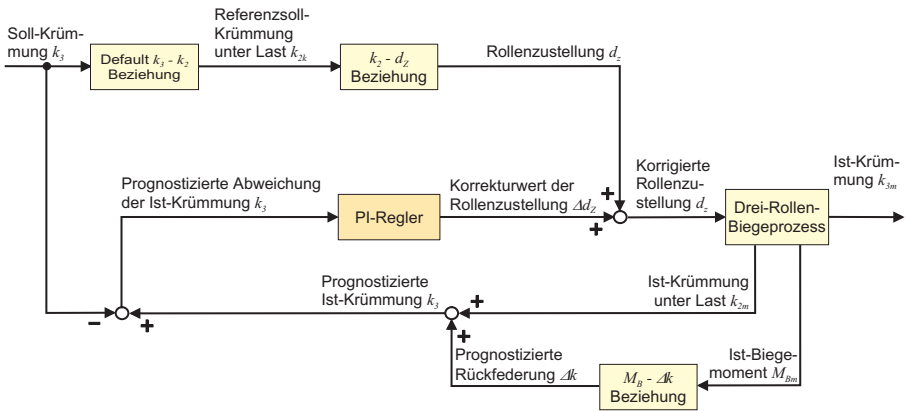 Soll-Krüm-
mung k3
Default k3 - k2
Beziehung
Referenzsoll-
Krümmung
unter Last k2k
k2 - dZ
Beziehung
Rollenzustellung dz
Prognostizierte Abweichung
der Ist-Krümmung k3
PI-Regler
Korrekturwert der
Rollenzustellung ΔdZ
+
+
Korrigierte
Rollenzu-
stellung dz
Drei-Rollen-
Biegeprozess
Ist-Krüm-
mung k3m
Prognostizierte
Ist-Krümmung k3
Ist-Krümmung
unter Last k2m
–
+
+
+
Prognostizierte
Rückfederung Δk
MB - Δk
Beziehung
Ist-Biege-
moment MBm